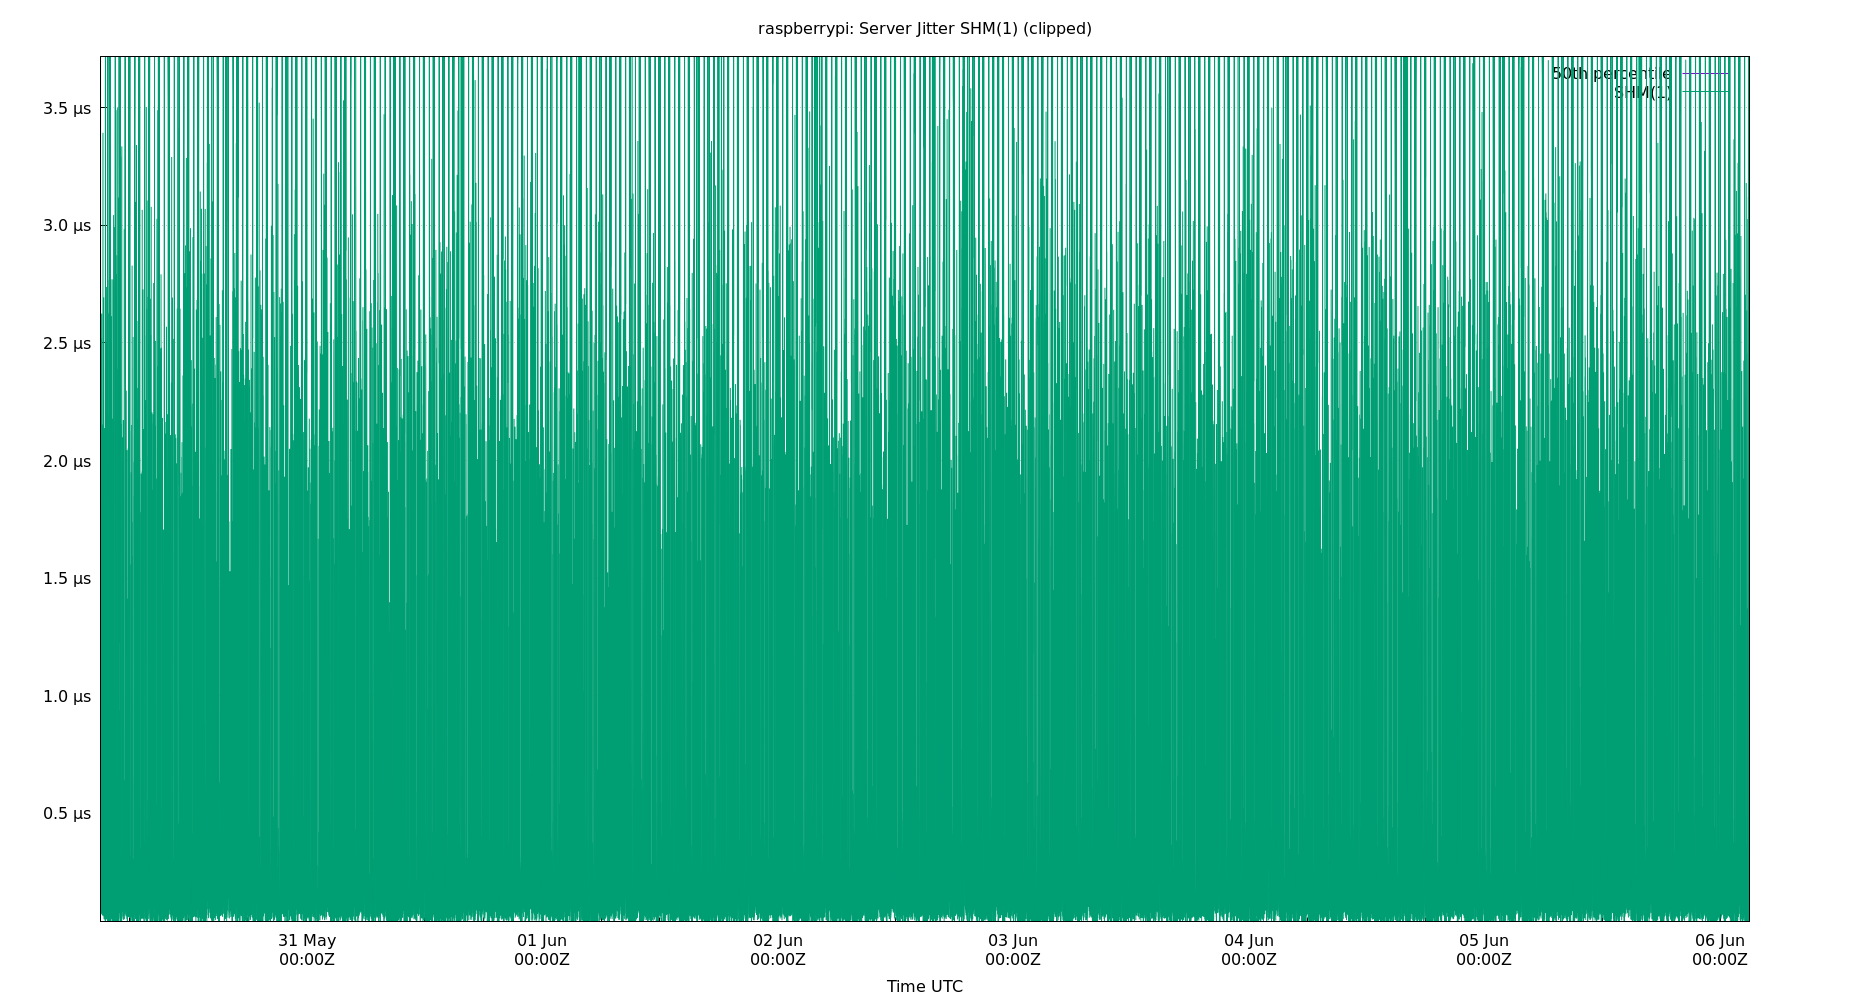 raspberrypi: Server Jitter SHM(1) (clipped)
50th percentile
SHM(1)
3.5 µs
3.0 µs
2.5 µs
2.0 µs
1.5 µs
1.0 µs
0.5 µs
31 May 01 Jun 02 Jun 03 Jun 04 Jun 05 Jun 06 Jun
00:00Z 00:00Z 00:00Z 00:00Z 00:00Z 00:00Z 00:00Z
Time UTC